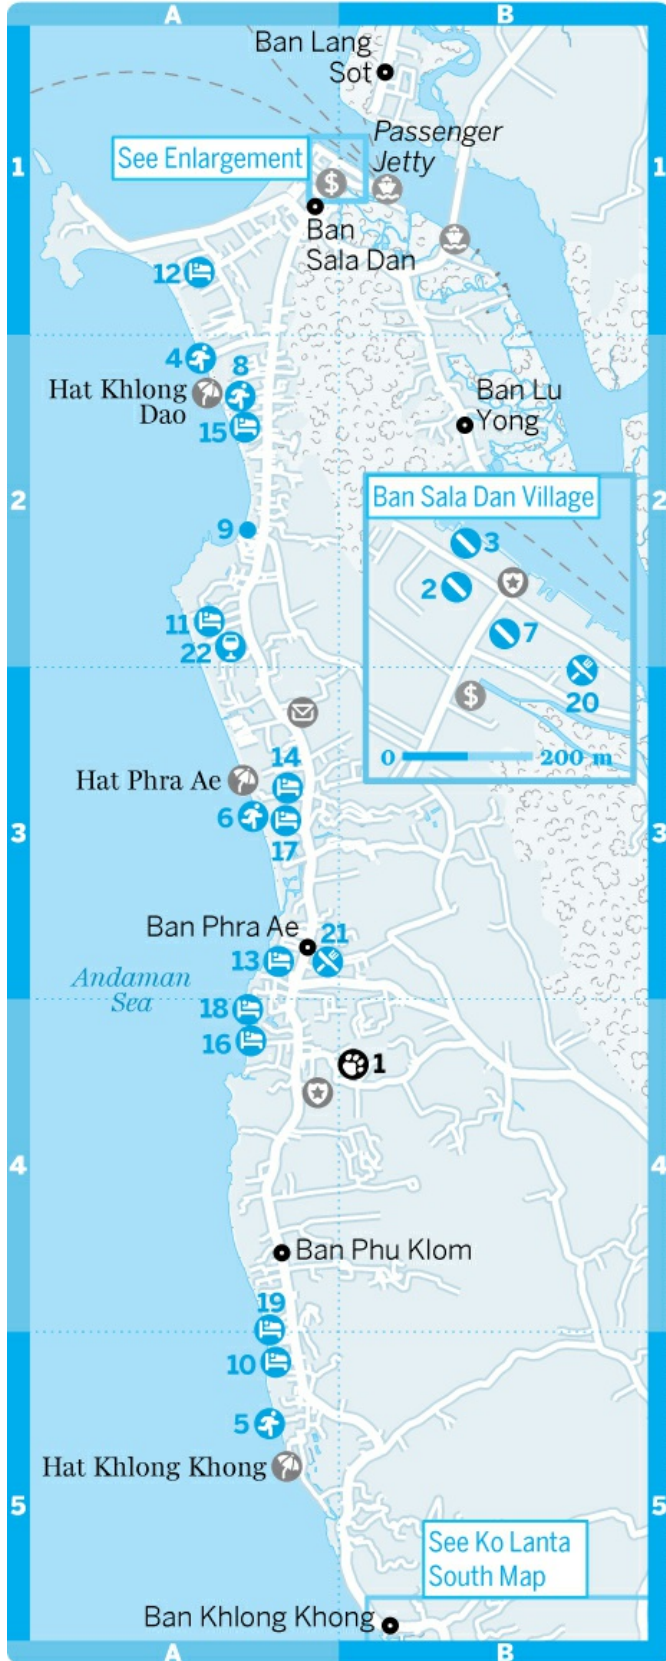 A
B
Ban Lang
Sot
Passenger
Jetty
See Enlargement
1
1
$
Ban
Sala Dan
12
4
8
Hat Khlong
Dao
15
Ban Lu
Yong
2
2
Ban Sala Dan Village
9
3
2
7
11
22
20
$
0
200 m
14
Hat Phra Ae
6
17
3
3
Ban Phra Ae
21
13
Andaman
Sea
18
16
1
4
4
Ban Phu Klom
19
10
5
Hat Khlong Khong
5
5
See Ko Lanta
South Map
Ban Khlong Khong
A
B